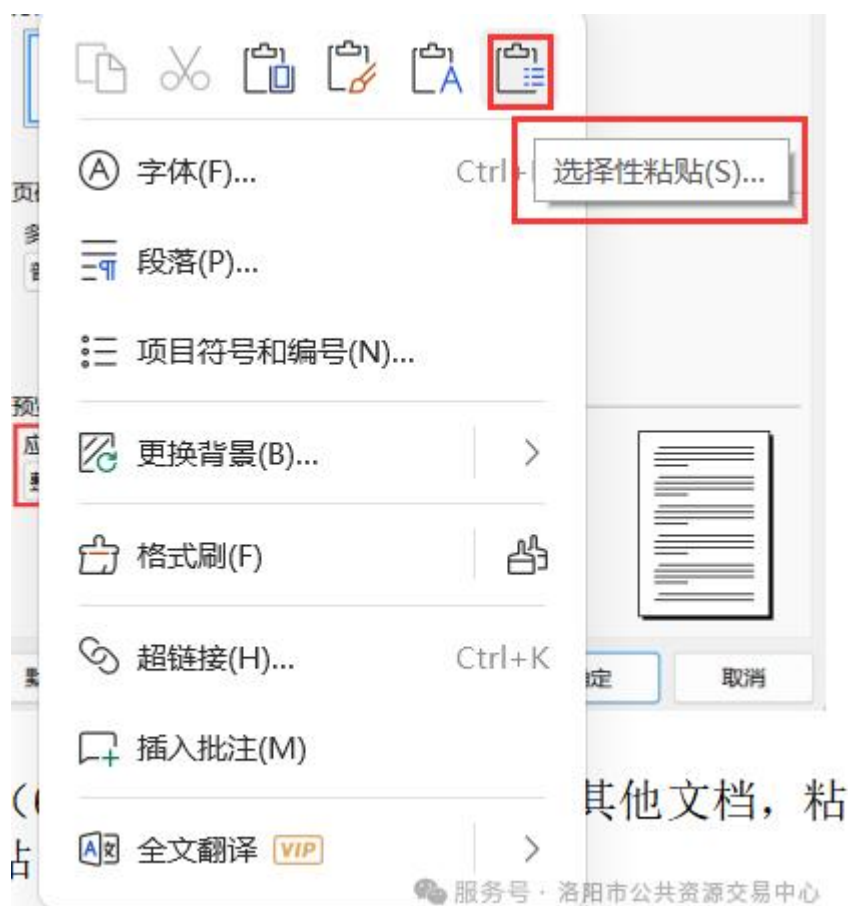 字体(F)... Ctrl+
选择性粘贴(S)...
段落(P)...
项目符号和编号(N)...
更换背景(B)...
格式刷(F)
超链接(H)... Ctrl+K
取消
插入批注(M)
其他文档，粘
全文翻译 VIP
服务号 · 洛阳市公共资源交易中心